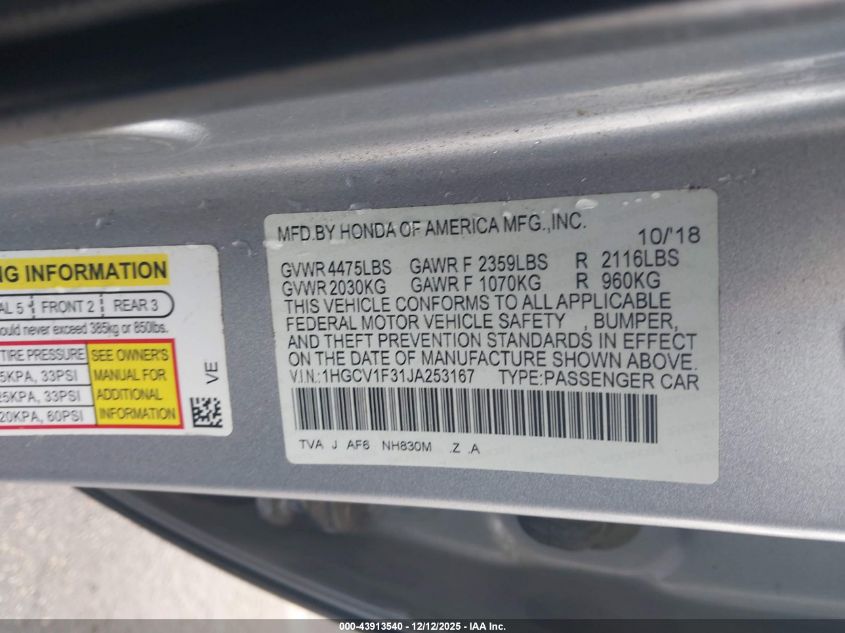 MFD.BY HONDA OF AMERICA MFG.,INC. 10/'18
GVWR 4475LBS GAWR F 2359LBS R 2116LBS
GVWR 2030KG GAWR F 1070KG R 960KG
THIS VEHICLE CONFORMS TO ALL APPLICABLE
FEDERAL MOTOR VEHICLE SAFETY , BUMPER,
AND THEFT PREVENTION STANDARDS IN EFFECT
ON THE DATE OF MANUFACTURE SHOWN ABOVE.
V.I.N.:1HGCV1F31JA253167 TYPE:PASSENGER CAR
TVA J AF6 NH830M .Z .A
NG INFORMATION
AL 5 FRONT 2 REAR 3
ould never exceed 385kg or 850lbs.
TIRE PRESSURE SEE OWNER'S
5KPA, 33PSI MANUAL FOR
25KPA, 33PSI ADDITIONAL
20KPA, 60PSI INFORMATION
VE
000-43913540 - 12/12/2025 - IAA Inc.